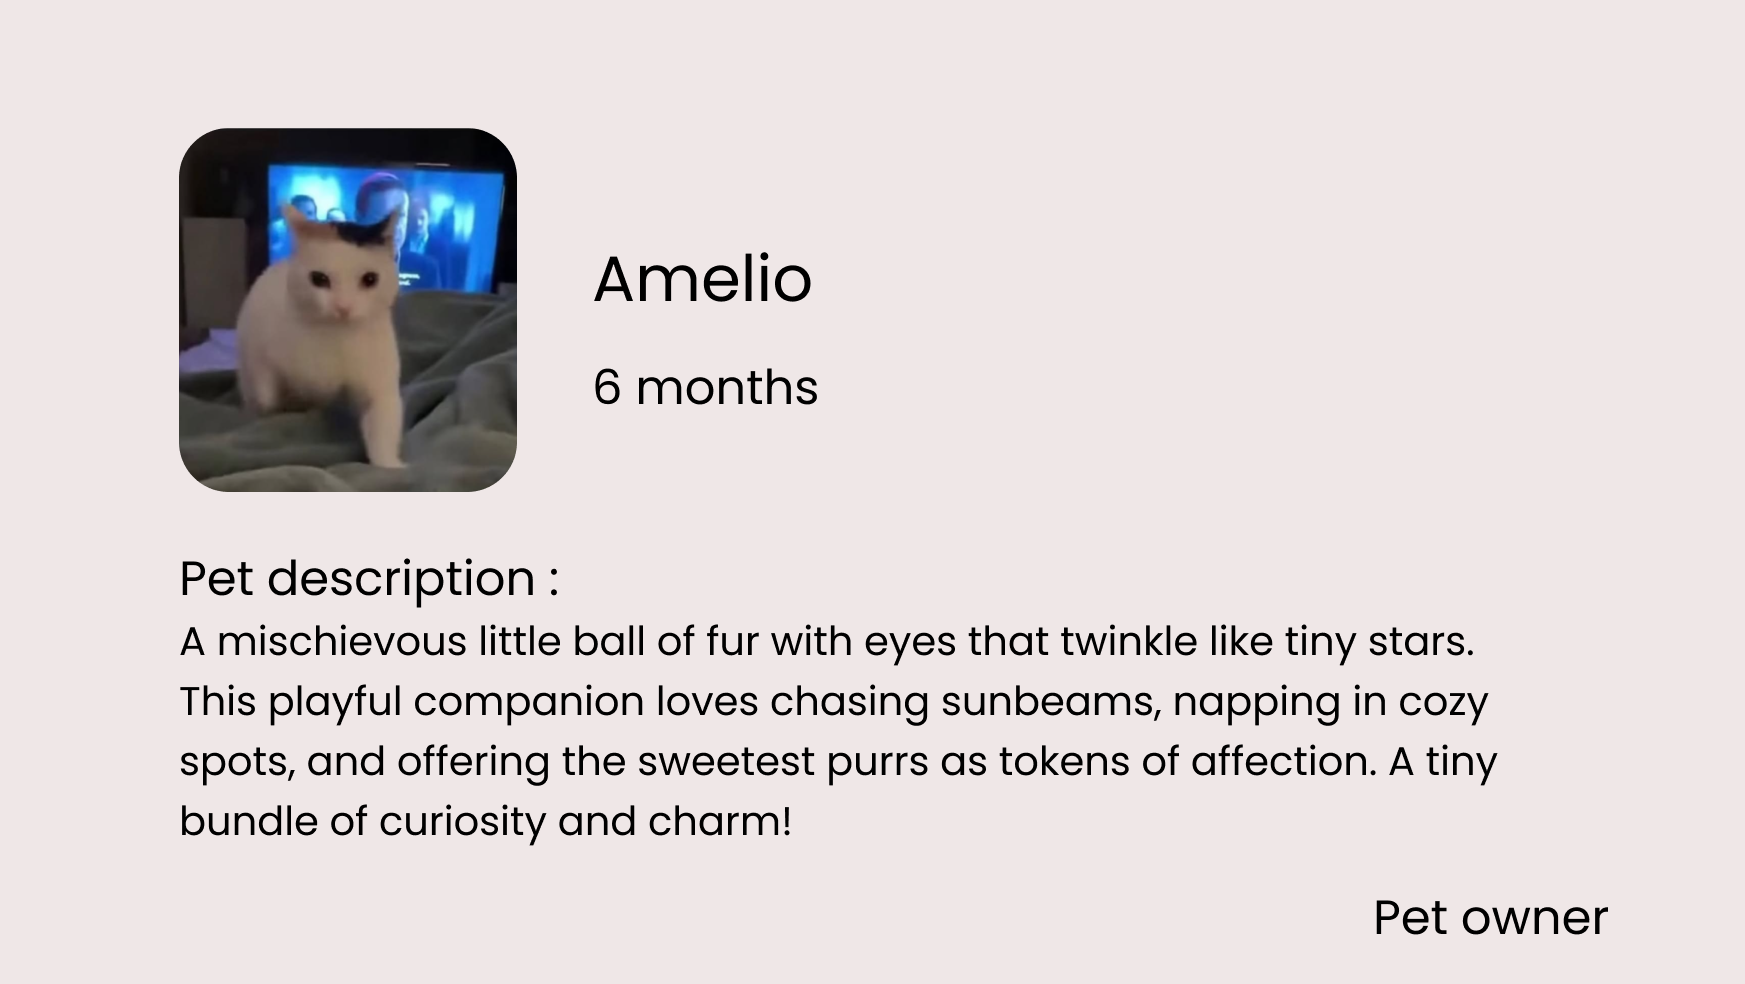 Amelio
6 months
Pet description :
A mischievous little ball of fur with eyes that twinkle like tiny stars.
This playful companion loves chasing sunbeams, napping in cozy
spots, and offering the sweetest purrs as tokens of affection. A tiny
bundle of curiosity and charm!
Pet owner